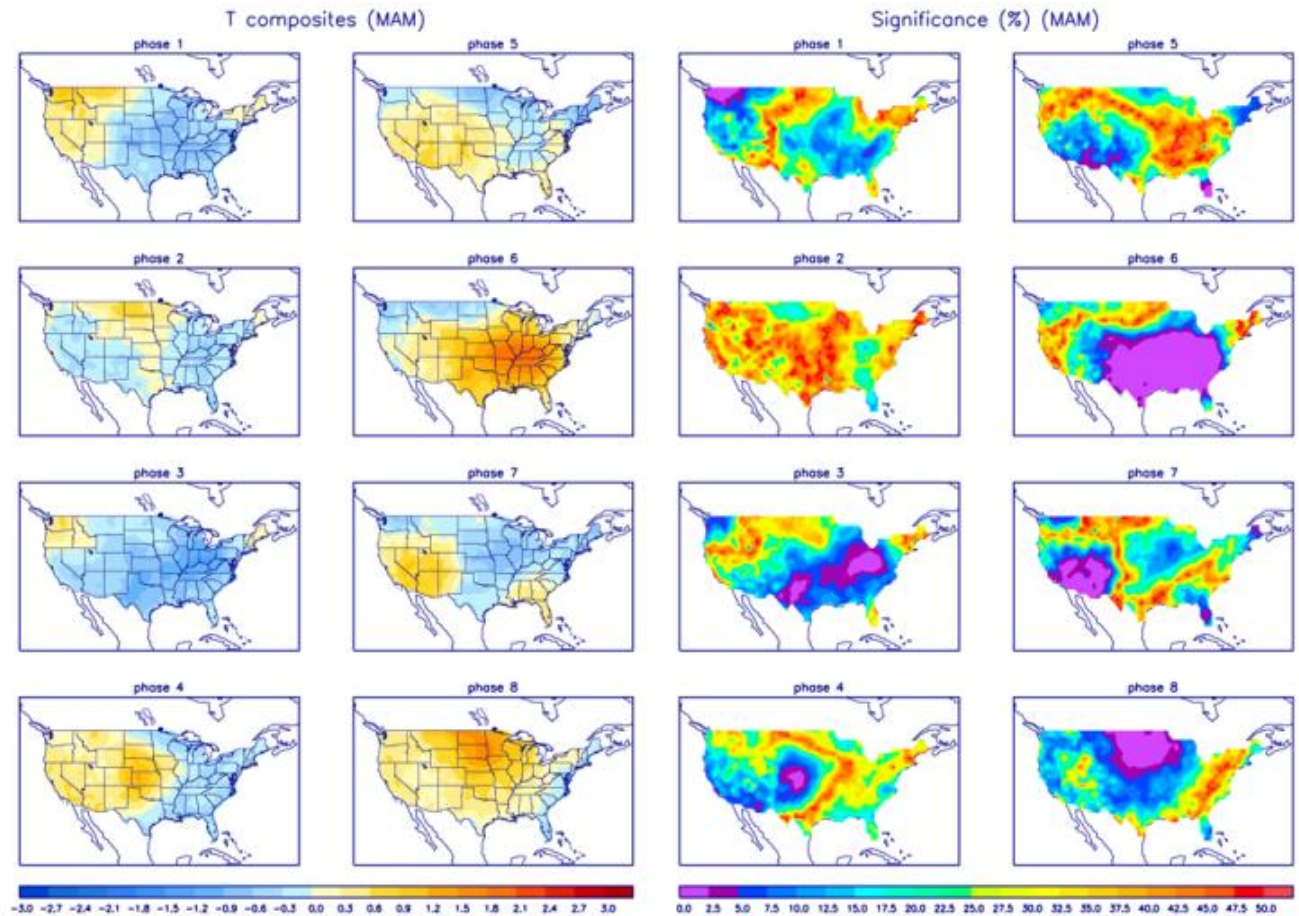 T composites (MAM)
Significance (%) (MAM)
phase 1
phase 5
phase 1
phase 5
phase 2
phase 6
phase 2
phase 6
phase 3
phase 7
phase 3
phase 7
phase 4
phase 8
phase 4
phase 8
-3.0 -2.7 -2.4 -2.1 -1.8 -1.5 -1.2 -0.9 -0.6 -0.3 0.0 0.3 0.6 0.9 1.2 1.5 1.8 2.1 2.4 2.7 3.0
0.0 2.5 5.0 7.5 10.0 12.5 15.0 17.5 20.0 22.5 25.0 27.5 30.0 32.5 35.0 37.5 40.0 42.5 45.0 47.5 50.0